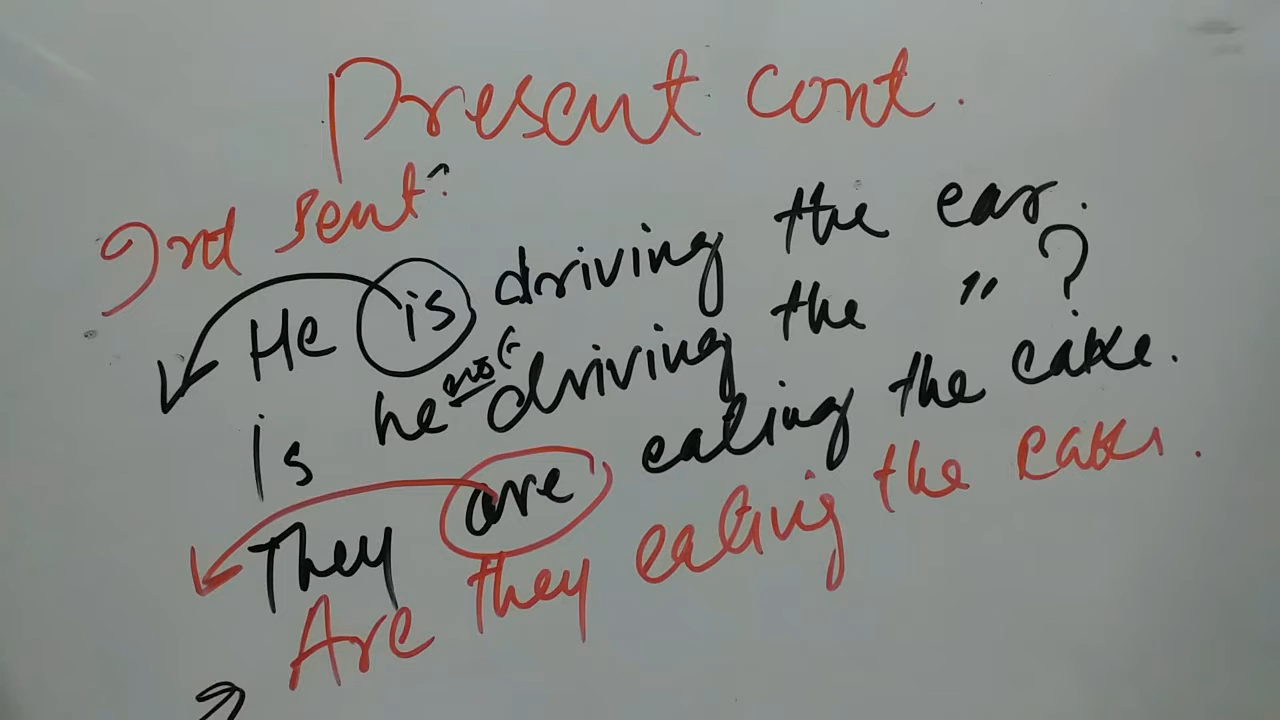 Present cont.
3rd sent:
He is driving the car.
is he not driving the " ?
They are eating the cake.
Are they eating the cake.